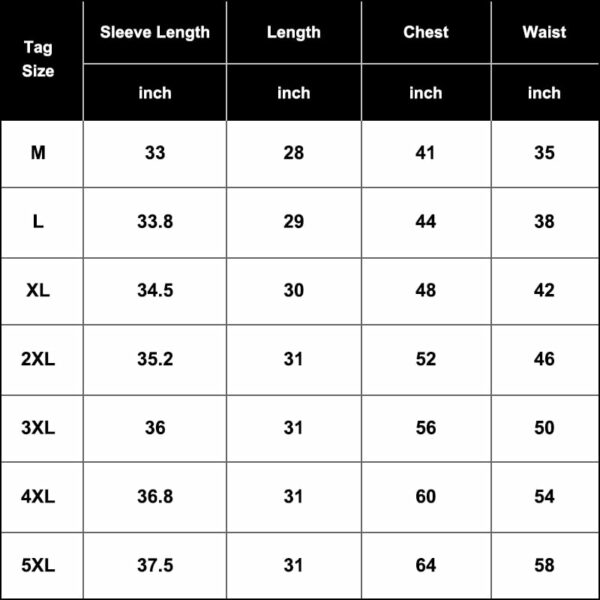 Tag Size Sleeve Length Length Chest Waist
inch inch inch inch
M 33 28 41 35
L 33.8 29 44 38
XL 34.5 30 48 42
2XL 35.2 31 52 46
3XL 36 31 56 50
4XL 36.8 31 60 54
5XL 37.5 31 64 58